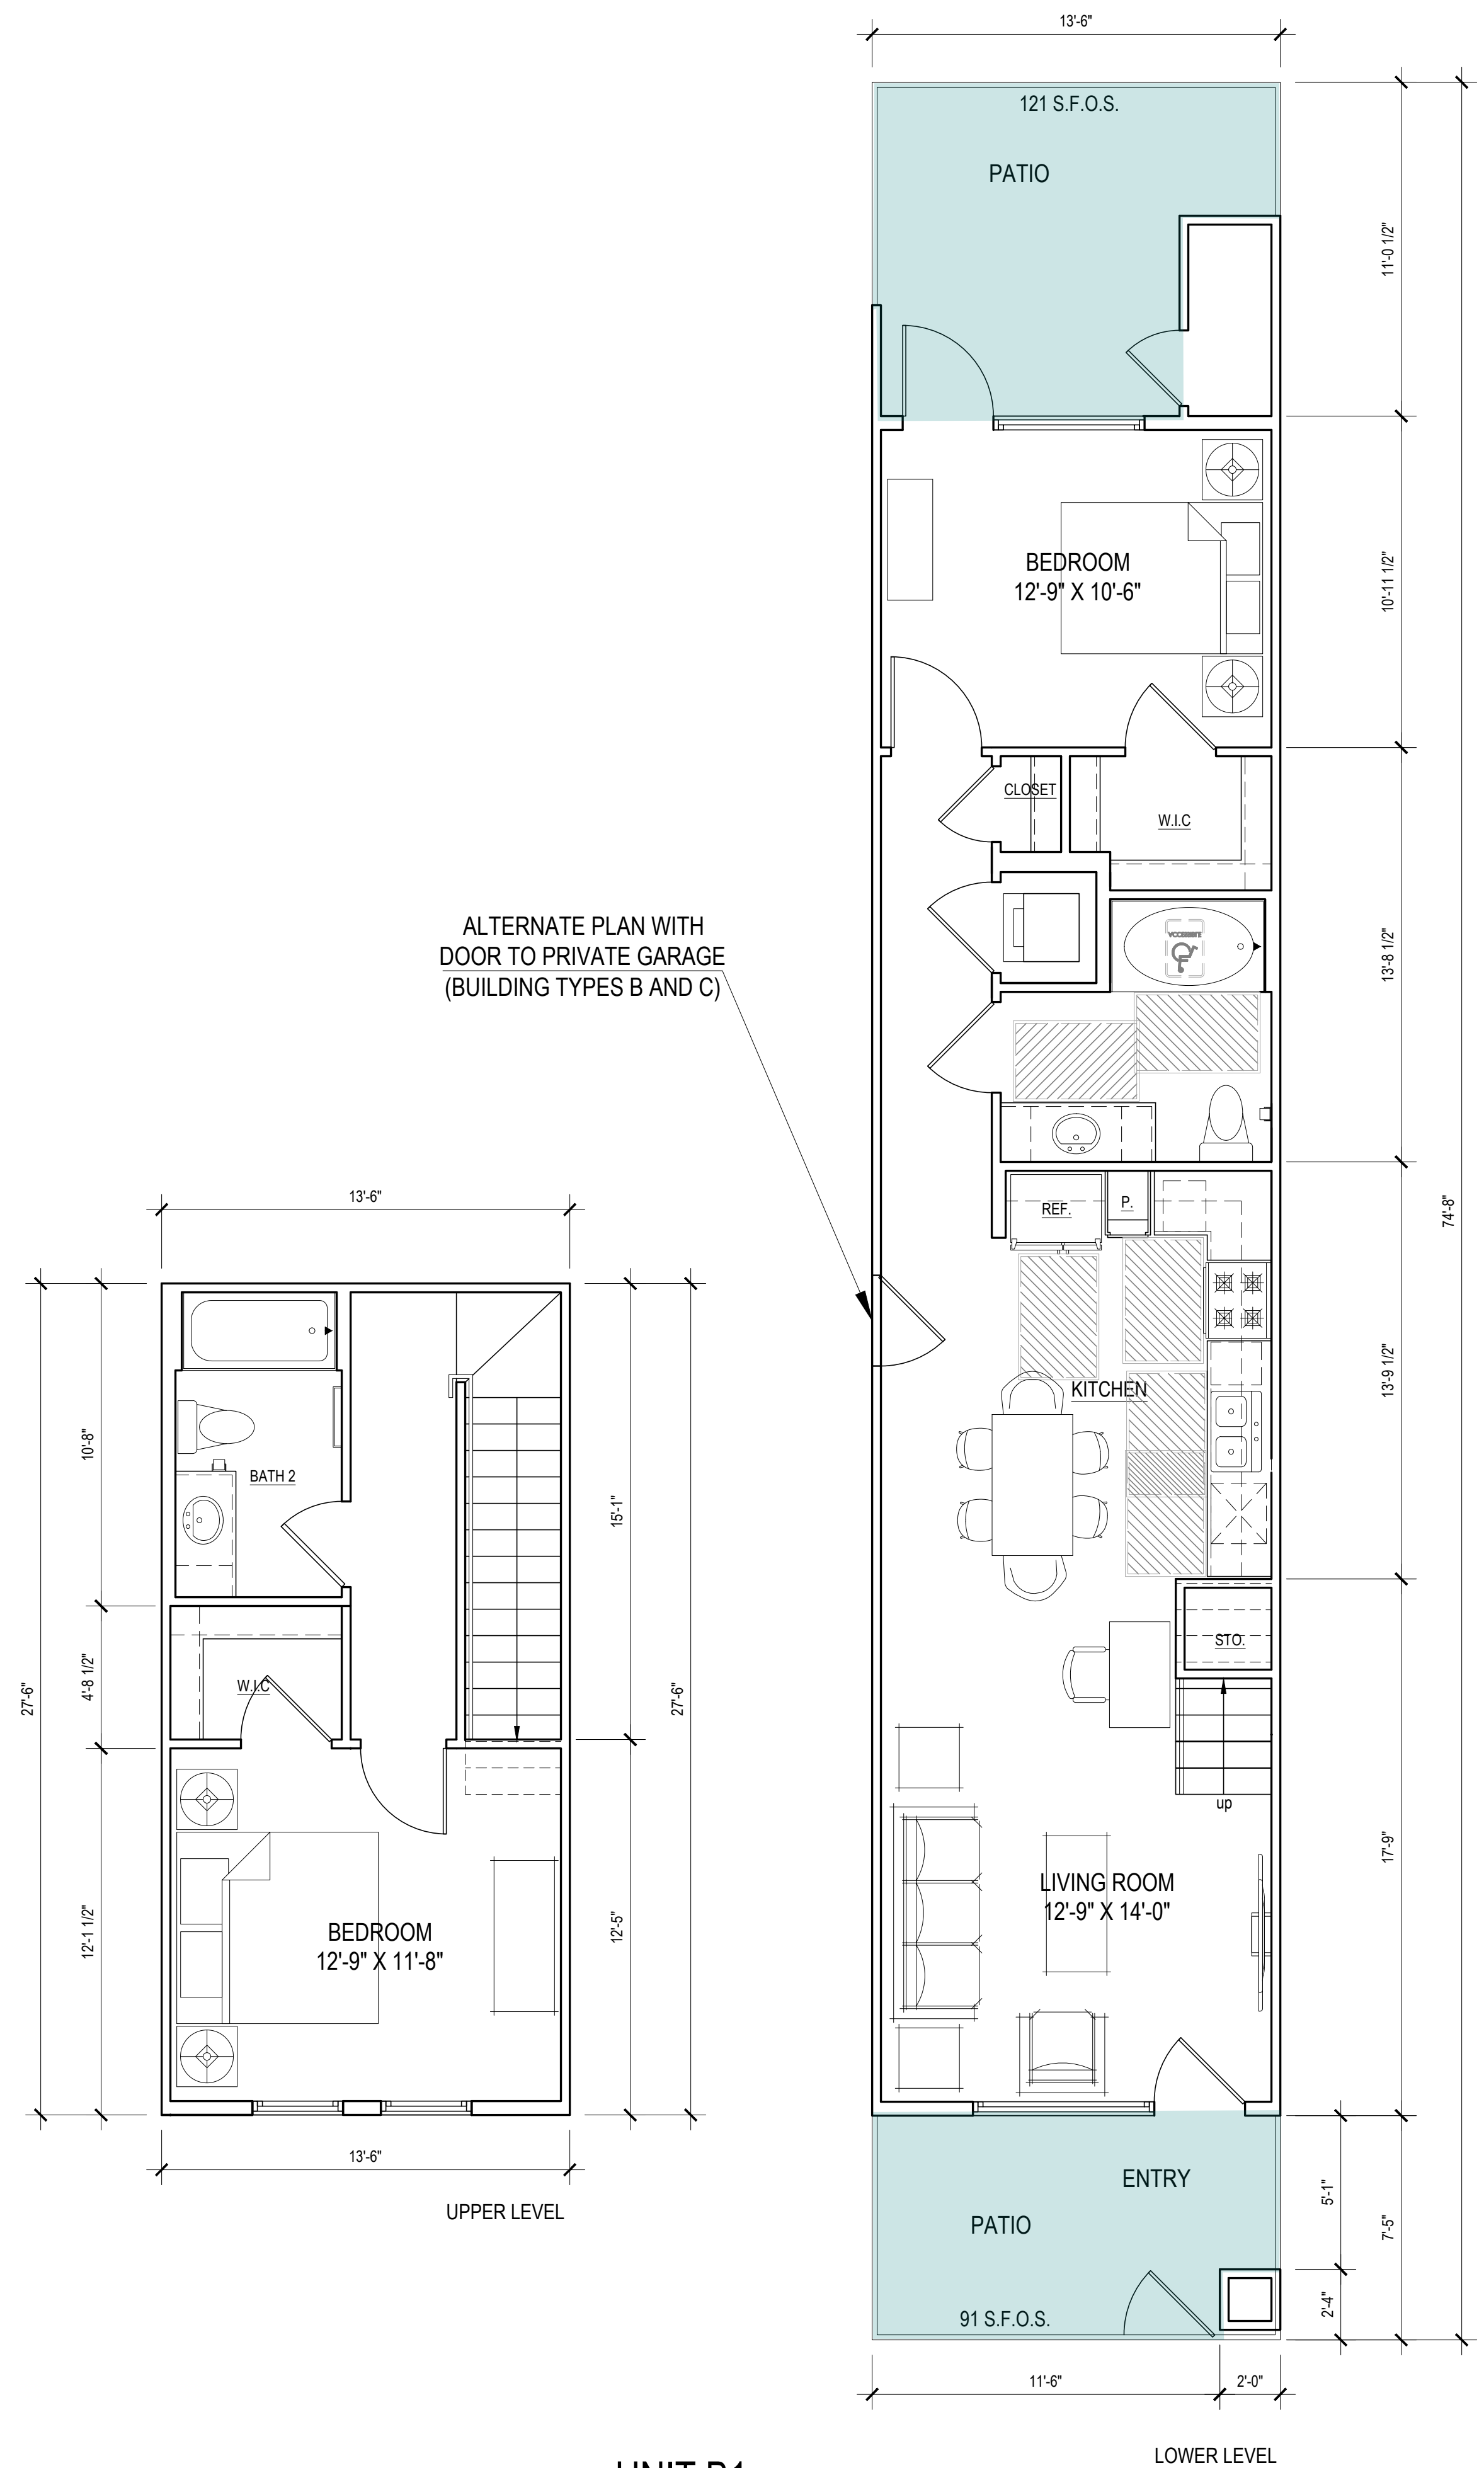 13'-6"
121 S.F.O.S.
PATIO
11'-0 1/2"
BEDROOM
12'-9" X 10'-6"
10'-11 1/2"
CLOSET
W.I.C
ALTERNATE PLAN WITH
DOOR TO PRIVATE GARAGE
(BUILDING TYPES B AND C)
13'-8 1/2"
REF.
P.
74'-8"
KITCHEN
13'-9 1/2"
STO.
up
LIVING ROOM
12'-9" X 14'-0"
17'-9"
ENTRY
PATIO
91 S.F.O.S.
5'-1"
7'-5"
2'-4"
11'-6"
2'-0"
LOWER LEVEL
13'-6"
10'-8"
BATH 2
15'-1"
W.I.C
4'-8 1/2"
27'-6"
27'-6"
BEDROOM
12'-9" X 11'-8"
12'-1 1/2"
12'-5"
13'-6"
UPPER LEVEL